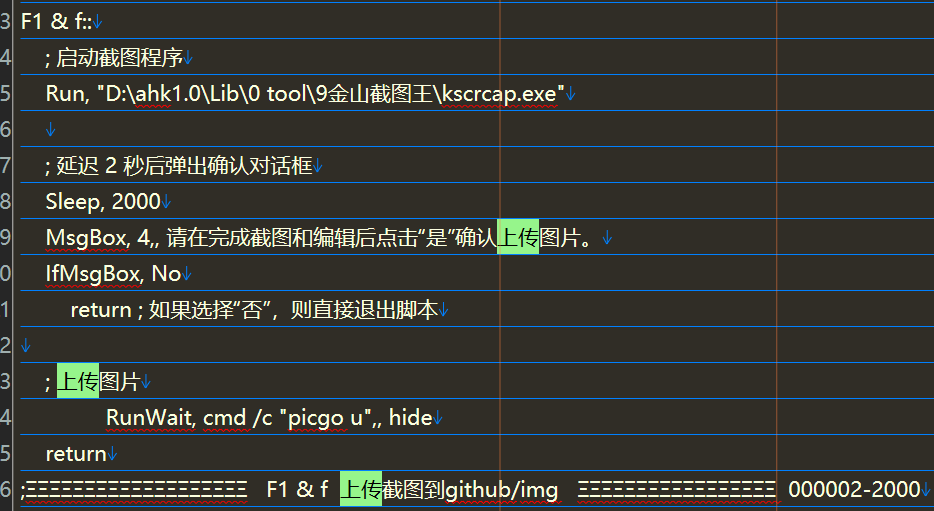 3 F1 & f::↓
4 ; 启动截图程序↓
5 Run, "D:\ahk1.0\Lib\0 tool\9金山截图王\kscrcap.exe"↓
6 ↓
7 ; 延迟 2 秒后弹出确认对话框↓
8 Sleep, 2000↓
9 MsgBox, 4,, 请在完成截图和编辑后点击“是”确认上传图片。↓
0 IfMsgBox, No↓
1 return ; 如果选择“否”，则直接退出脚本↓
2 ↓
3 ; 上传图片↓
4 RunWait, cmd /c "picgo u",, hide↓
5 return↓
6 ;ΞΞΞΞΞΞΞΞΞΞΞΞΞΞΞΞΞΞΞ F1 & f 上传截图到github/img ΞΞΞΞΞΞΞΞΞΞΞΞΞΞΞΞΞ 000002-2000↓